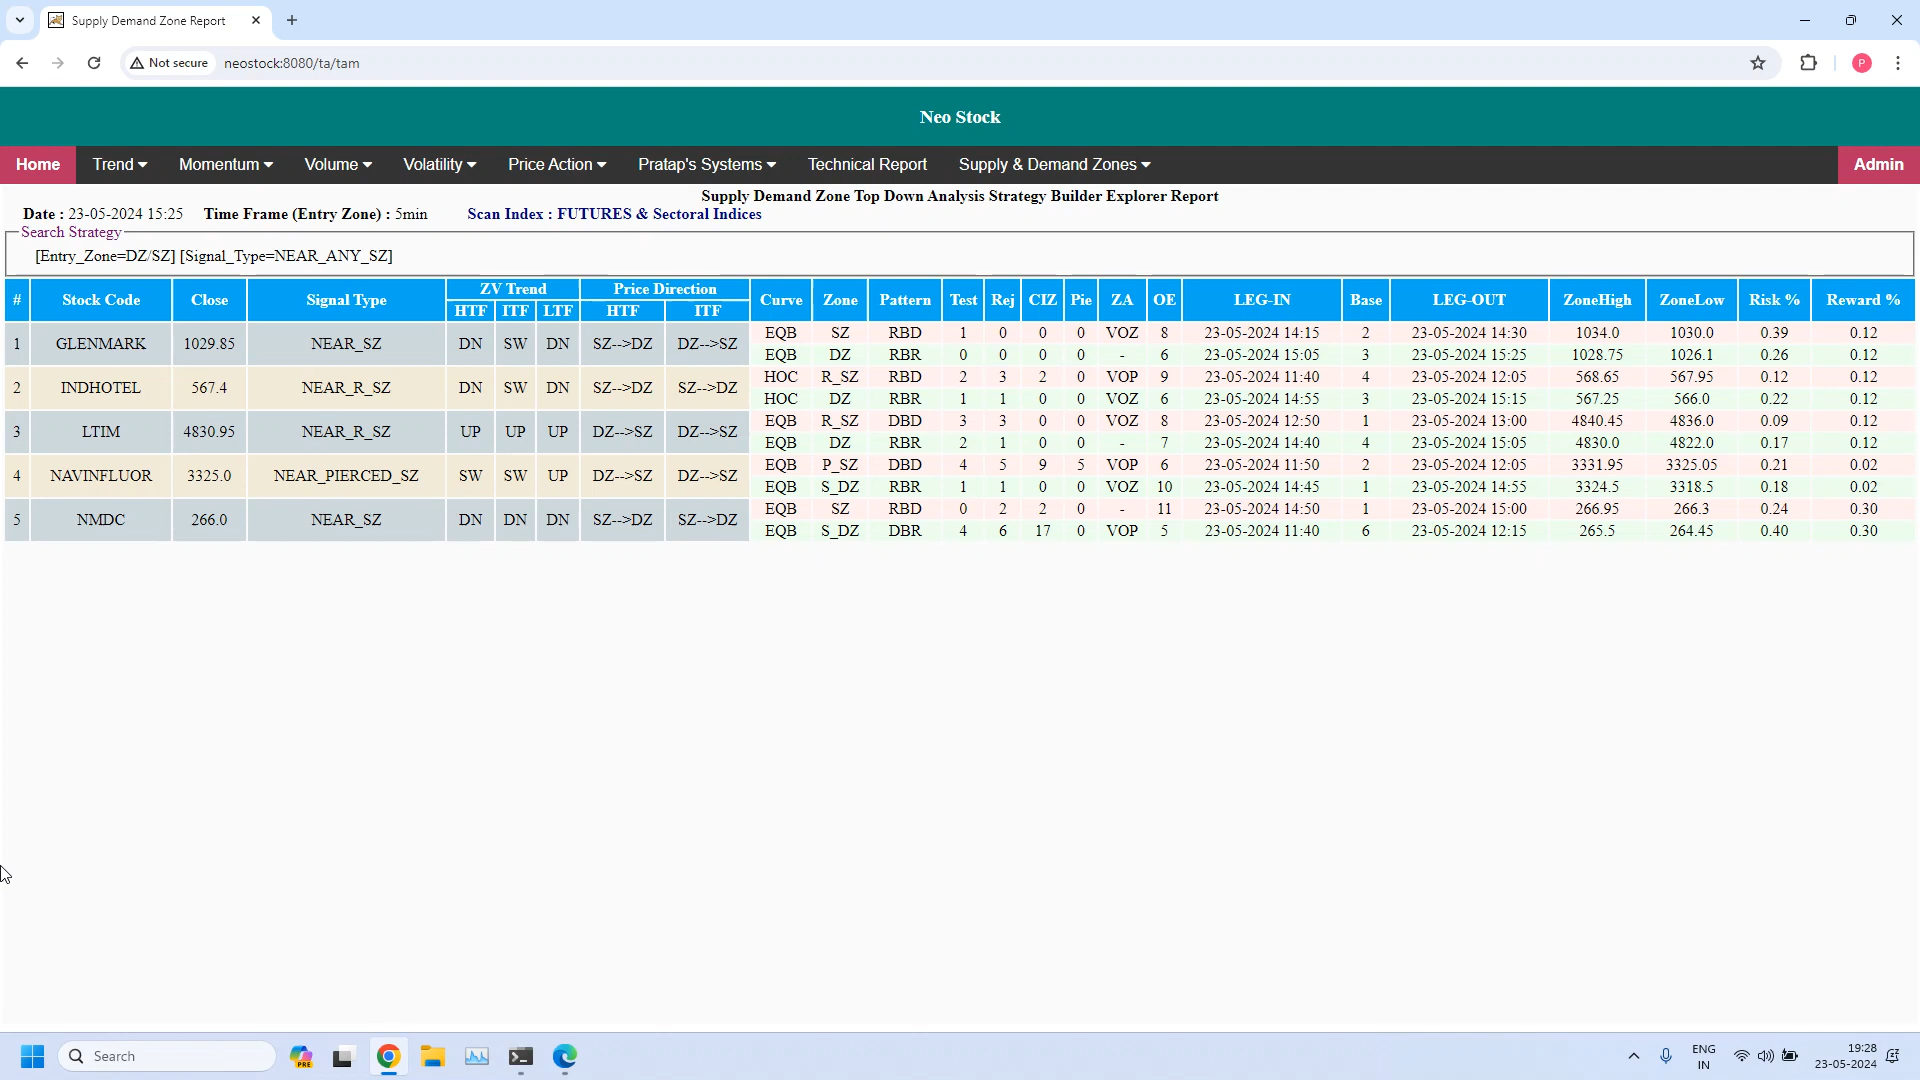 Supply Demand Zone Report
Not secure
neostock:8080/ta/tam
P
Neo Stock
Home Trend Momentum Volume Volatility Price Action Pratap's Systems Technical Report Supply & Demand Zones Admin
Supply Demand Zone Top Down Analysis Strategy Builder Explorer Report
Date : 23-05-2024 15:25 Time Frame (Entry Zone) : 5min Scan Index : FUTURES & Sectoral Indices
Search Strategy
[Entry_Zone=DZ/SZ] [Signal_Type=NEAR_ANY_SZ]
# Stock Code Close Signal Type ZV Trend Price Direction Curve Zone Pattern Test Rej CIZ Pie ZA OE LEG-IN Base LEG-OUT ZoneHigh ZoneLow Risk % Reward %
HTF ITF LTF HTF ITF
1 GLENMARK 1029.85 NEAR_SZ DN SW DN SZ-->DZ DZ-->SZ EQB SZ RBD 1 0 0 0 VOZ 8 23-05-2024 14:15 2 23-05-2024 14:30 1034.0 1030.0 0.39 0.12
EQB DZ RBR 0 0 0 0 - 6 23-05-2024 15:05 3 23-05-2024 15:25 1028.75 1026.1 0.26 0.12
2 INDHOTEL 567.4 NEAR_R_SZ DN SW DN SZ-->DZ SZ-->DZ HOC R_SZ RBD 2 3 2 0 VOP 9 23-05-2024 11:40 4 23-05-2024 12:05 568.65 567.95 0.12 0.12
HOC DZ RBR 1 1 0 0 VOZ 6 23-05-2024 14:55 3 23-05-2024 15:15 567.25 566.0 0.22 0.12
3 LTIM 4830.95 NEAR_R_SZ UP UP UP DZ-->SZ DZ-->SZ EQB R_SZ DBD 3 3 0 0 VOZ 8 23-05-2024 12:50 1 23-05-2024 13:00 4840.45 4836.0 0.09 0.12
EQB DZ RBR 2 1 0 0 - 7 23-05-2024 14:40 4 23-05-2024 15:05 4830.0 4822.0 0.17 0.12
4 NAVINFLUOR 3325.0 NEAR_PIERCED_SZ SW SW UP DZ-->SZ DZ-->SZ EQB P_SZ DBD 4 5 9 5 VOP 6 23-05-2024 11:50 2 23-05-2024 12:05 3331.95 3325.05 0.21 0.02
EQB S_DZ RBR 1 1 0 0 VOZ 10 23-05-2024 14:45 1 23-05-2024 14:55 3324.5 3318.5 0.18 0.02
5 NMDC 266.0 NEAR_SZ DN DN DN SZ-->DZ SZ-->DZ EQB SZ RBD 0 2 2 0 - 11 23-05-2024 14:50 1 23-05-2024 15:00 266.95 266.3 0.24 0.30
EQB S_DZ DBR 4 6 17 0 VOP 5 23-05-2024 11:40 6 23-05-2024 12:15 265.5 264.45 0.40 0.30
Search
PRE
ENG
IN
19:28
23-05-2024